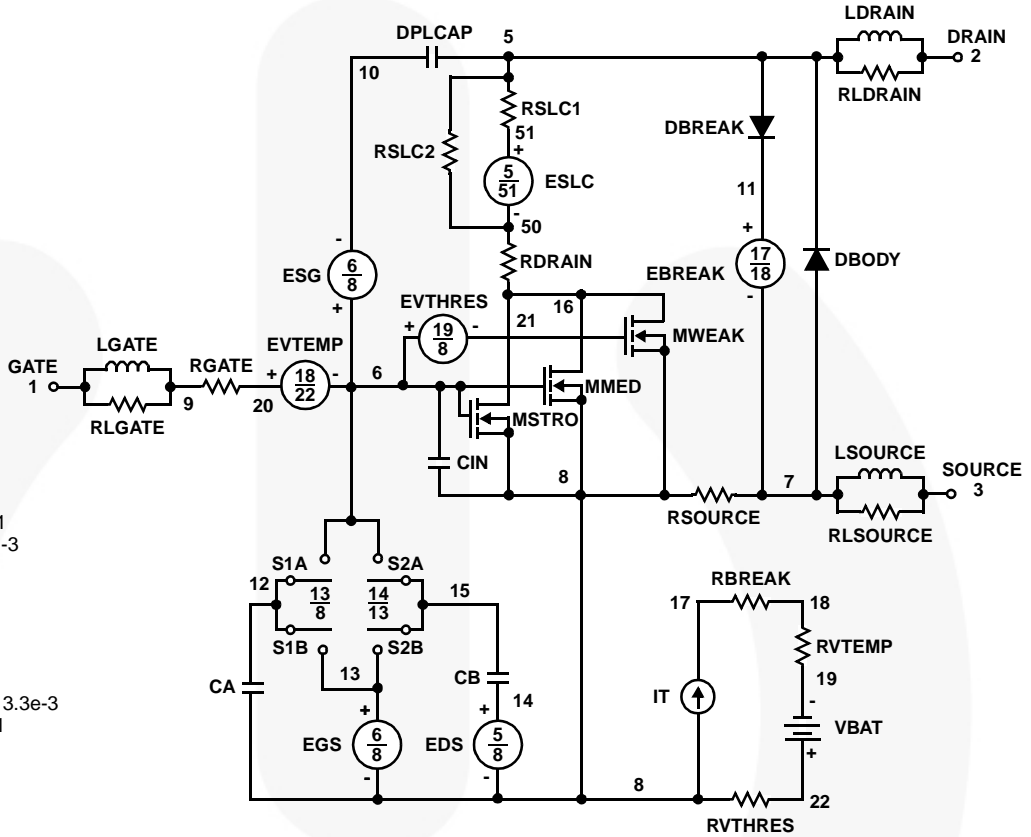 LDRAIN
DPLCAP
5
DRAIN
2
10
RLDRAIN
RSLC1
51
+
DBREAK
RSLC2
5
51
ESLC
11
-
50
+
-
ESG
6
8
+
RDRAIN
EBREAK
17
18
-
DBODY
EVTHRES
+
19
8
-
16
21
MWEAK
LGATE
EVTEMP
GATE
1
RGATE
+
18
22
-
6
MMED
9
20
RLGATE
MSTRO
LSOURCE
CIN
8
7
SOURCE
3
RSOURCE
RLSOURCE
-3
S1A
S2A
12
13
8
14
13
15
RBREAK
17
18
S1B
S2B
RVTEMP
13
CB
19
CA
14
IT
-
3.3e-3
+
+
VBAT
EGS
6
8
EDS
5
8
+
-
-
8
22
RVTHRES